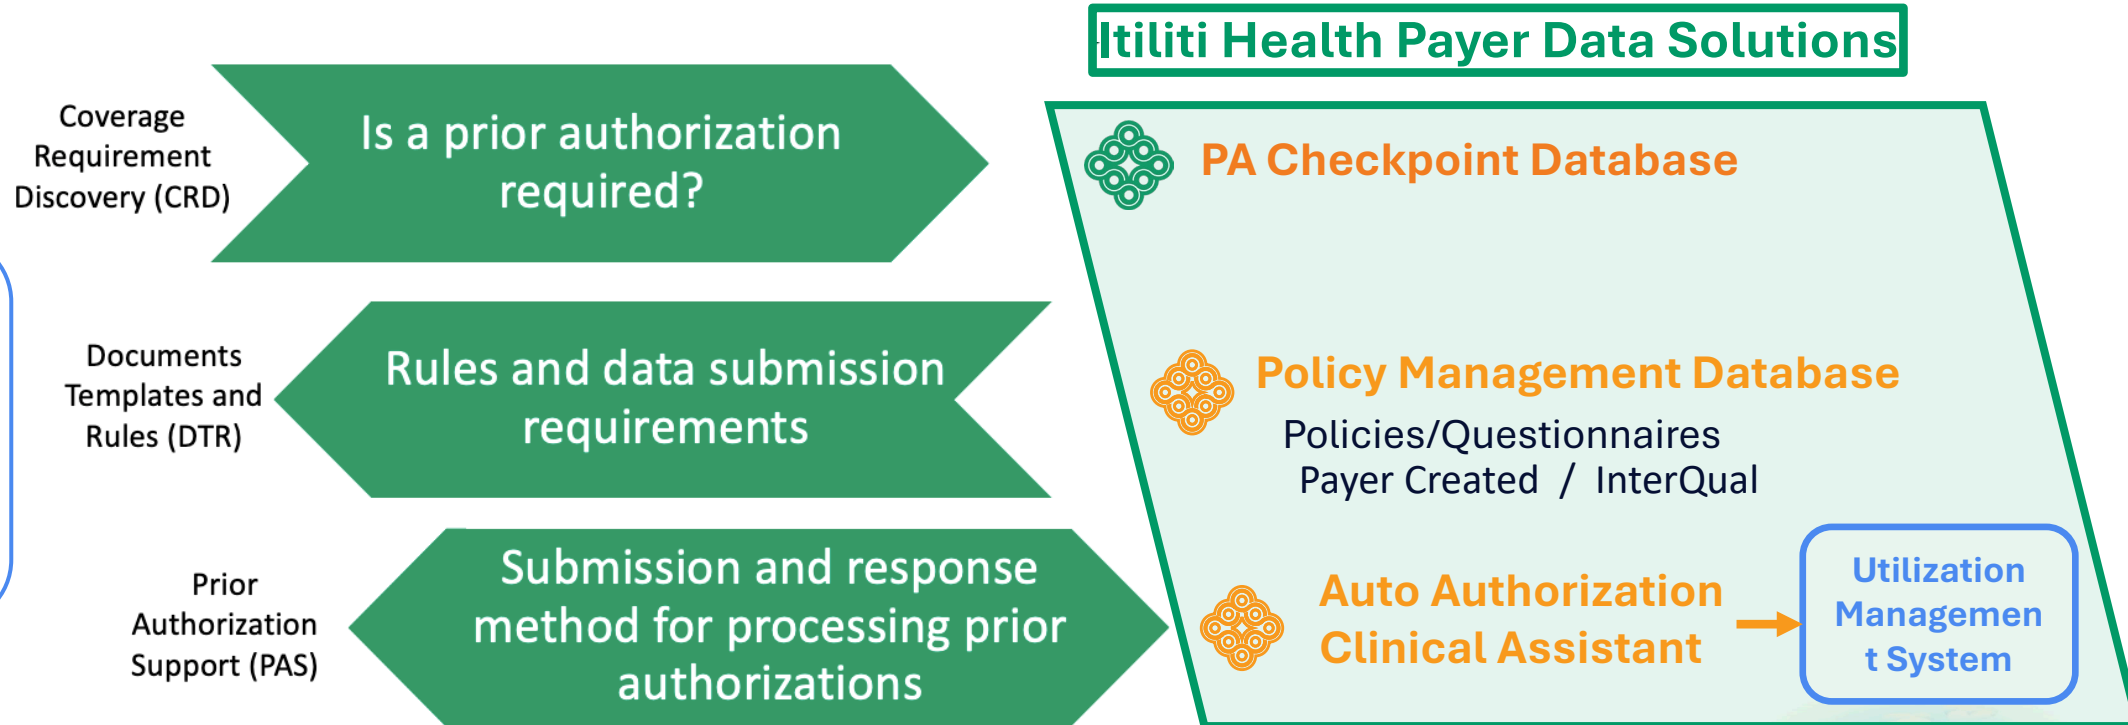 Itiliti Health Payer Data Solutions
Coverage
Requirement
Discovery (CRD)
Is a prior authorization
required?
PA Checkpoint Database
Documents
Templates and
Rules (DTR)
Rules and data submission
requirements
Policy Management Database
Policies/Questionnaires
Payer Created / InterQual
Prior
Authorization
Support (PAS)
Submission and response
method for processing prior
authorizations
Auto Authorization
Clinical Assistant
Utilization
Managemen
t System